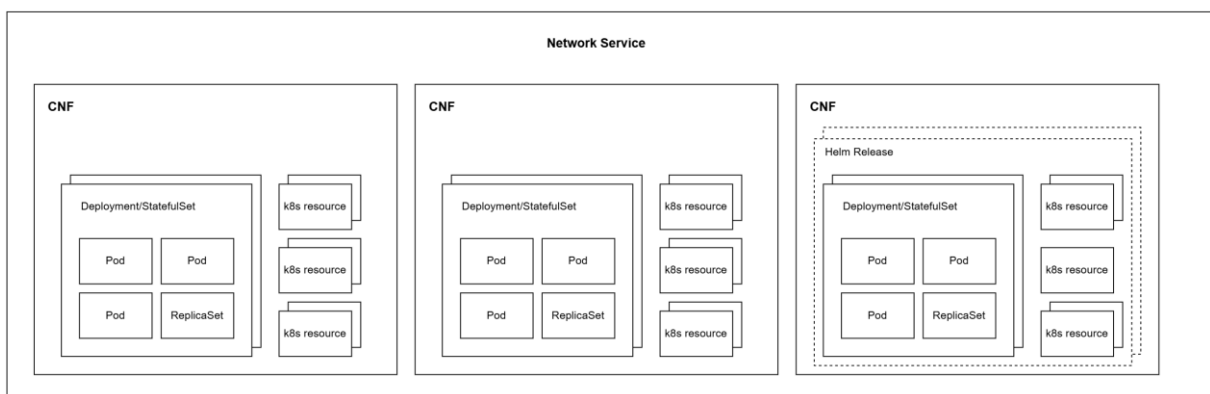 Network Service
CNF
Deployment/StatefulSet
Pod
Pod
Pod
ReplicaSet
k8s resource
k8s resource
k8s resource
CNF
Deployment/StatefulSet
Pod
Pod
Pod
ReplicaSet
k8s resource
k8s resource
k8s resource
CNF
Helm Release
Deployment/StatefulSet
Pod
Pod
Pod
ReplicaSet
k8s resource
k8s resource
k8s resource